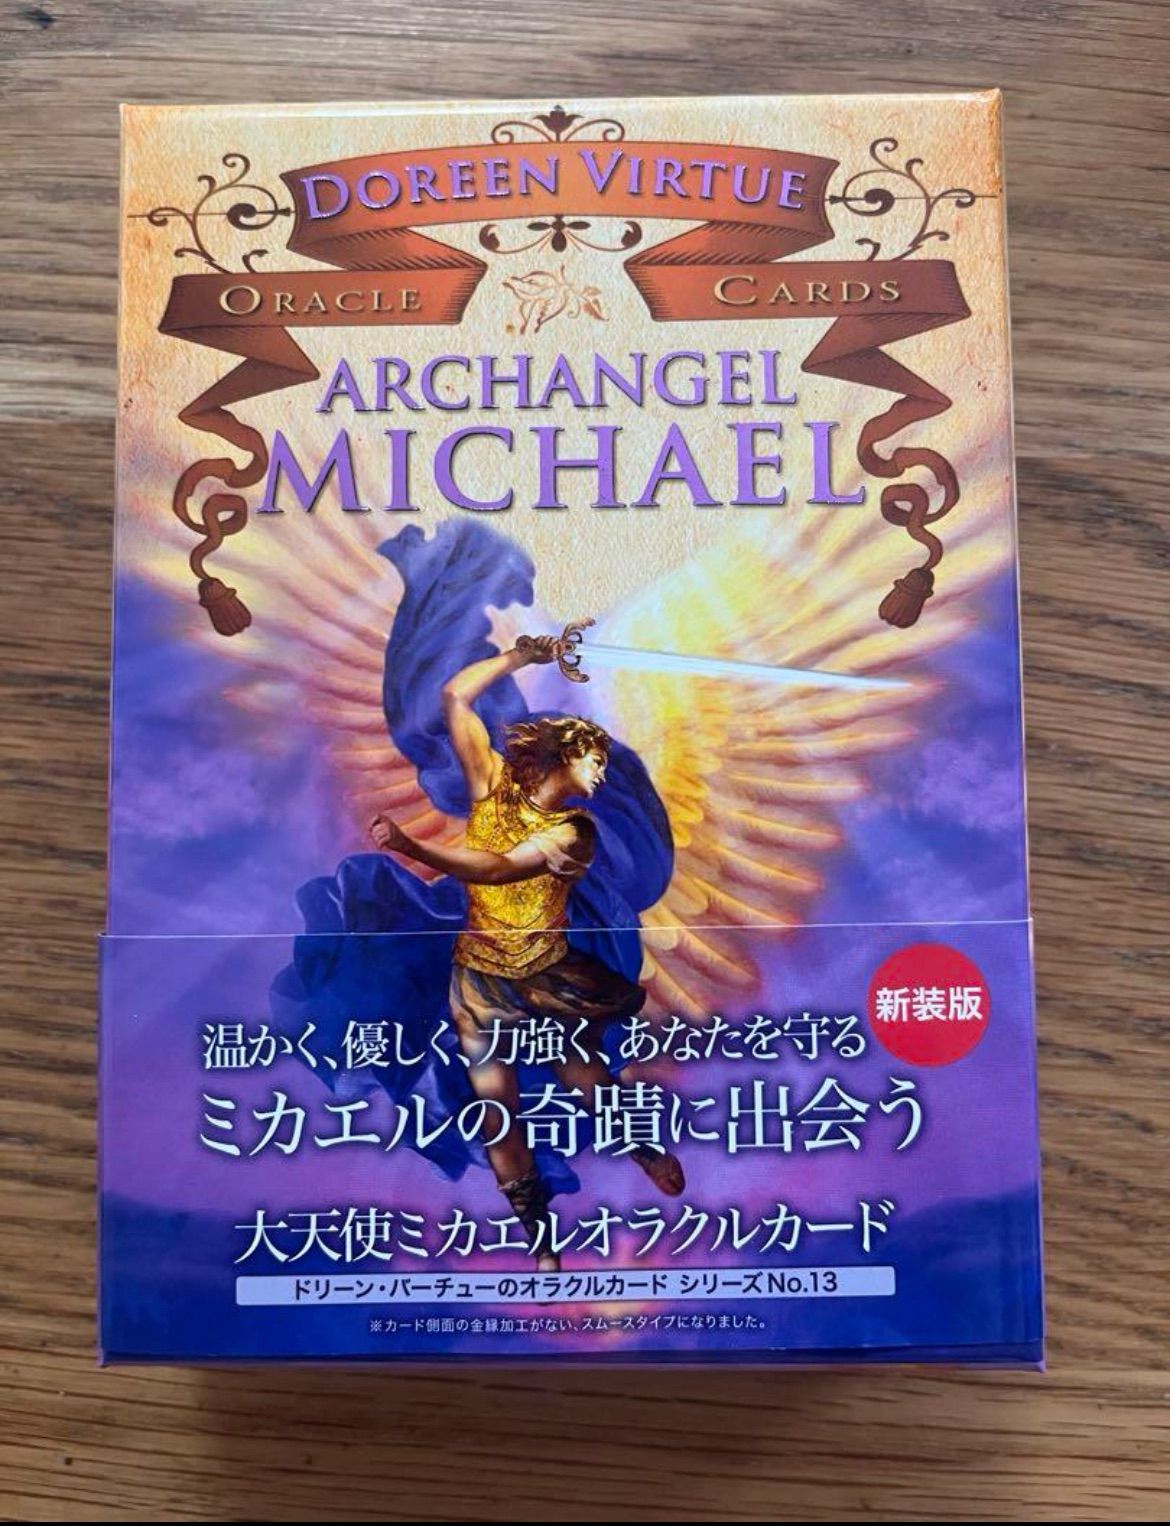 DOREEN VIRTUE
ORACLE CARDS
ARCHANGEL
MICHAEL
新装版
温かく、優しく、力強く、あなたを守る
ミカエルの奇蹟に出会う
大天使ミカエルオラクルカード
ドリーン・バーチューのオラクルカード シリーズNo.13
※カード側面の金縁加工がない、スムースタイプになりました。